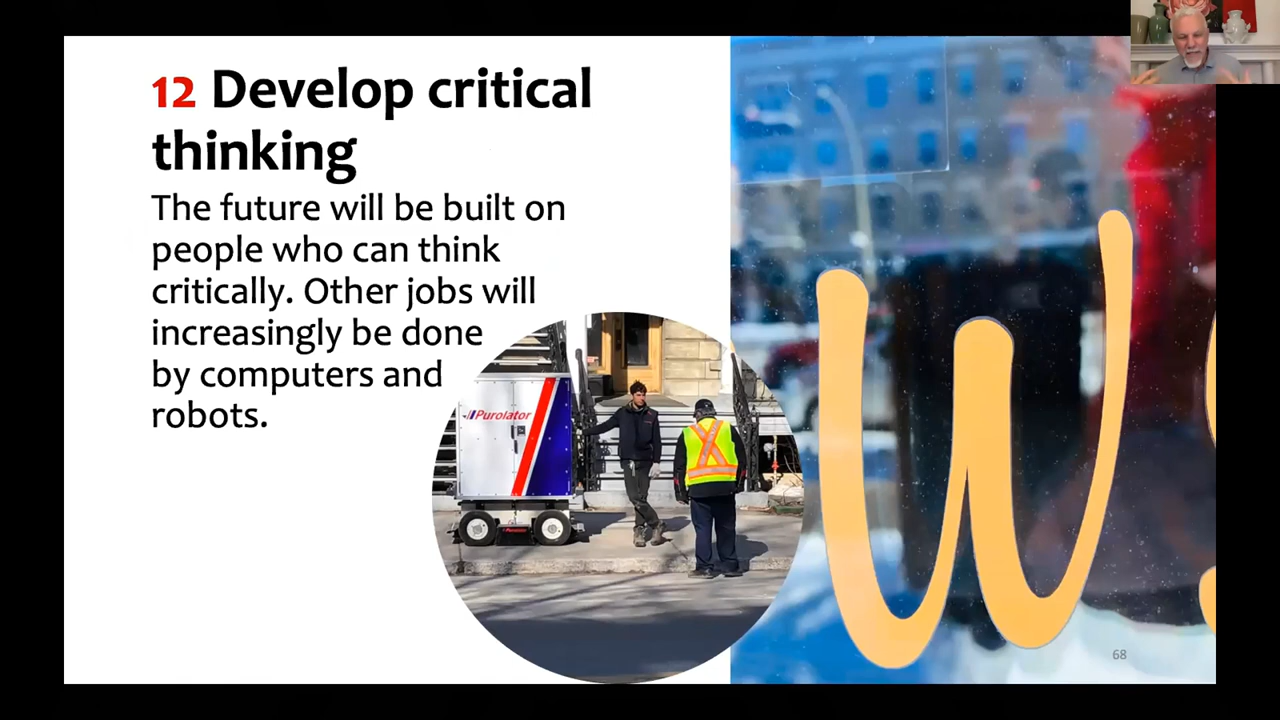 12 Develop critical
thinking
The future will be built on
people who can think
critically. Other jobs will
increasingly be done
by computers and
robots.
Purolator
w
68